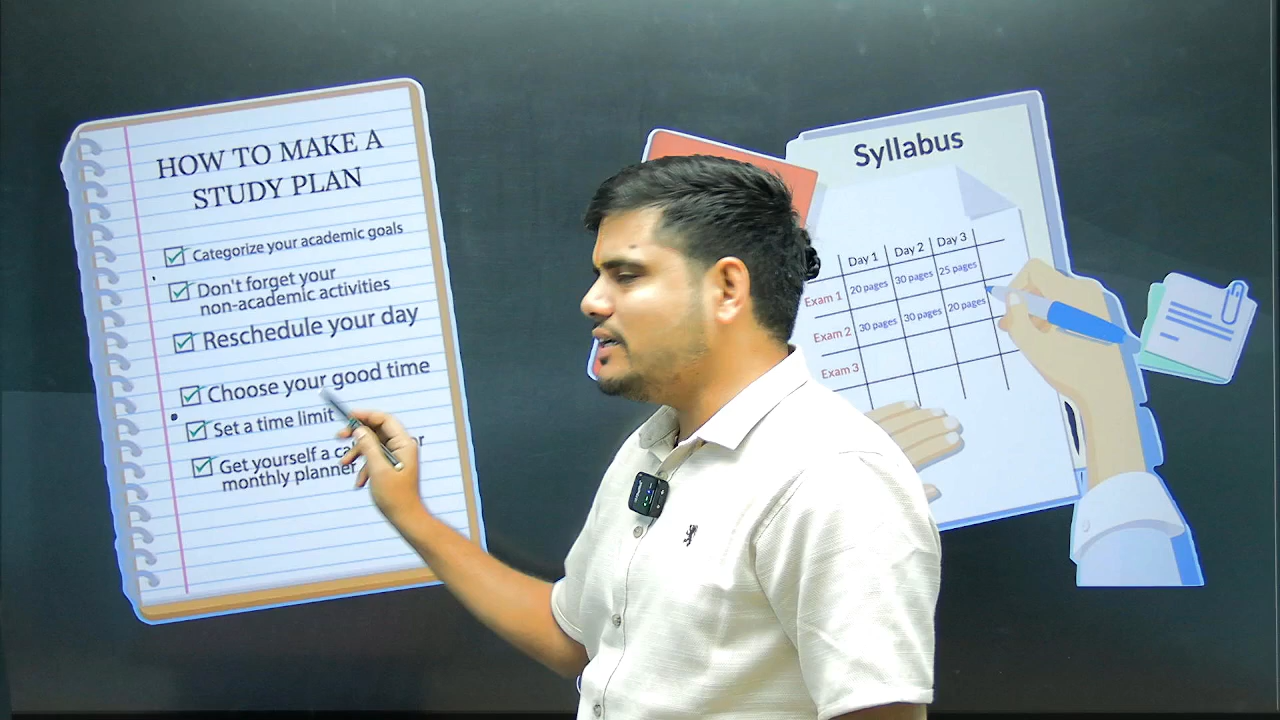 HOW TO MAKE A
STUDY PLAN
Categorize your academic goals
Don't forget your
non-academic activities
Reschedule your day
Choose your good time
Set a time limit
Get yourself a
monthly planner
Syllabus
Day 1 Day 2 Day 3
Exam 1 20 pages 30 pages 25 pages
Exam 2 30 pages 30 pages 20 pages
Exam 3